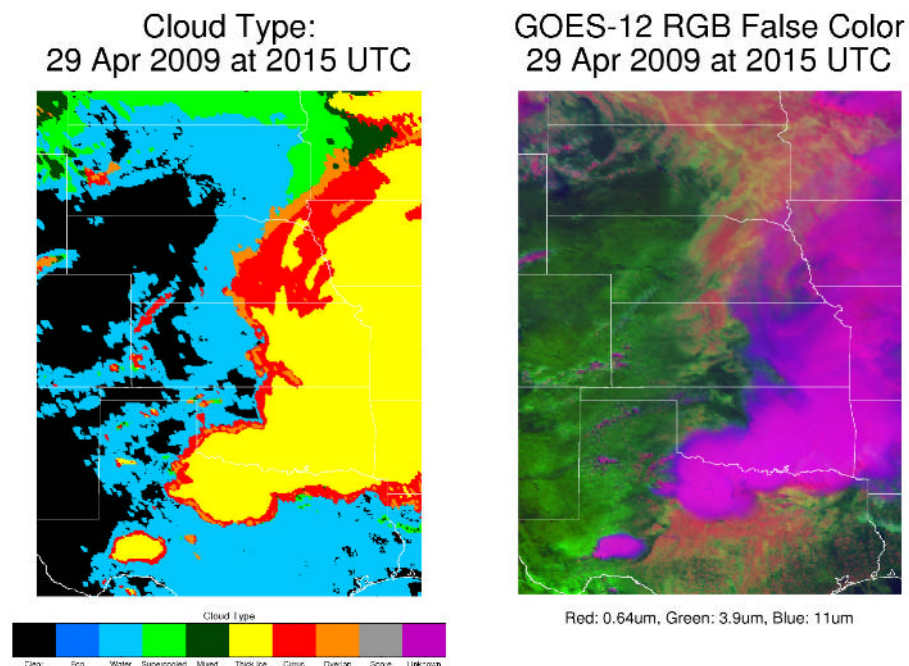 Cloud Type:
29 Apr 2009 at 2015 UTC
GOES-12 RGB False Color
29 Apr 2009 at 2015 UTC
Cloud Type
Clear Fog Water Supercooled Mixed Thick Ice Cirrus Overlap Space Unknown
Red: 0.64um, Green: 3.9um, Blue: 11um